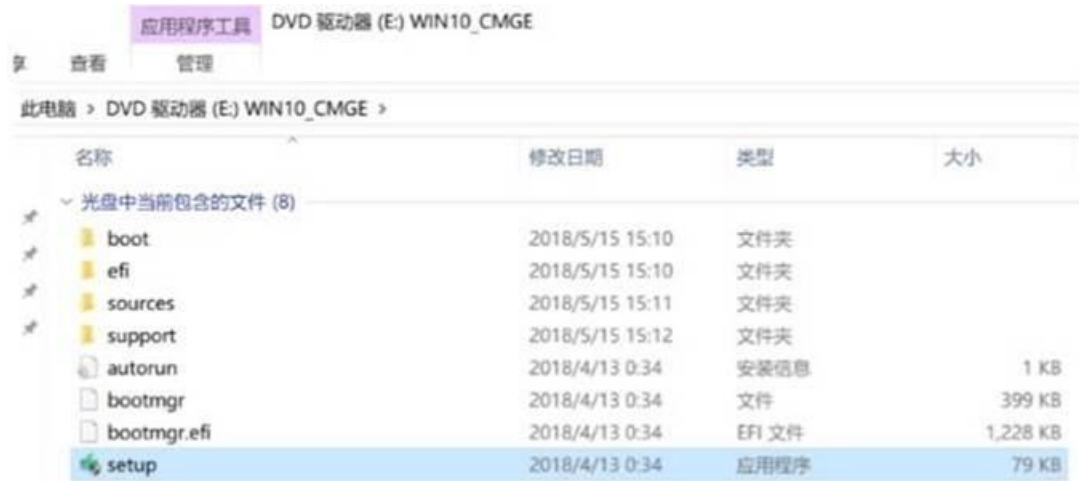 应用程序工具 DVD 驱动器 (E:) WIN10_CMGE
享 查看 管理
此电脑 > DVD 驱动器 (E:) WIN10_CMGE >
名称 修改日期 类型 大小
光盘中当前包含的文件 (8)
boot 2018/5/15 15:10 文件夹
efi 2018/5/15 15:10 文件夹
sources 2018/5/15 15:11 文件夹
support 2018/5/15 15:12 文件夹
autorun 2018/4/13 0:34 安装信息 1 KB
bootmgr 2018/4/13 0:34 文件 399 KB
bootmgr.efi 2018/4/13 0:34 EFI 文件 1,228 KB
setup 2018/4/13 0:34 应用程序 79 KB